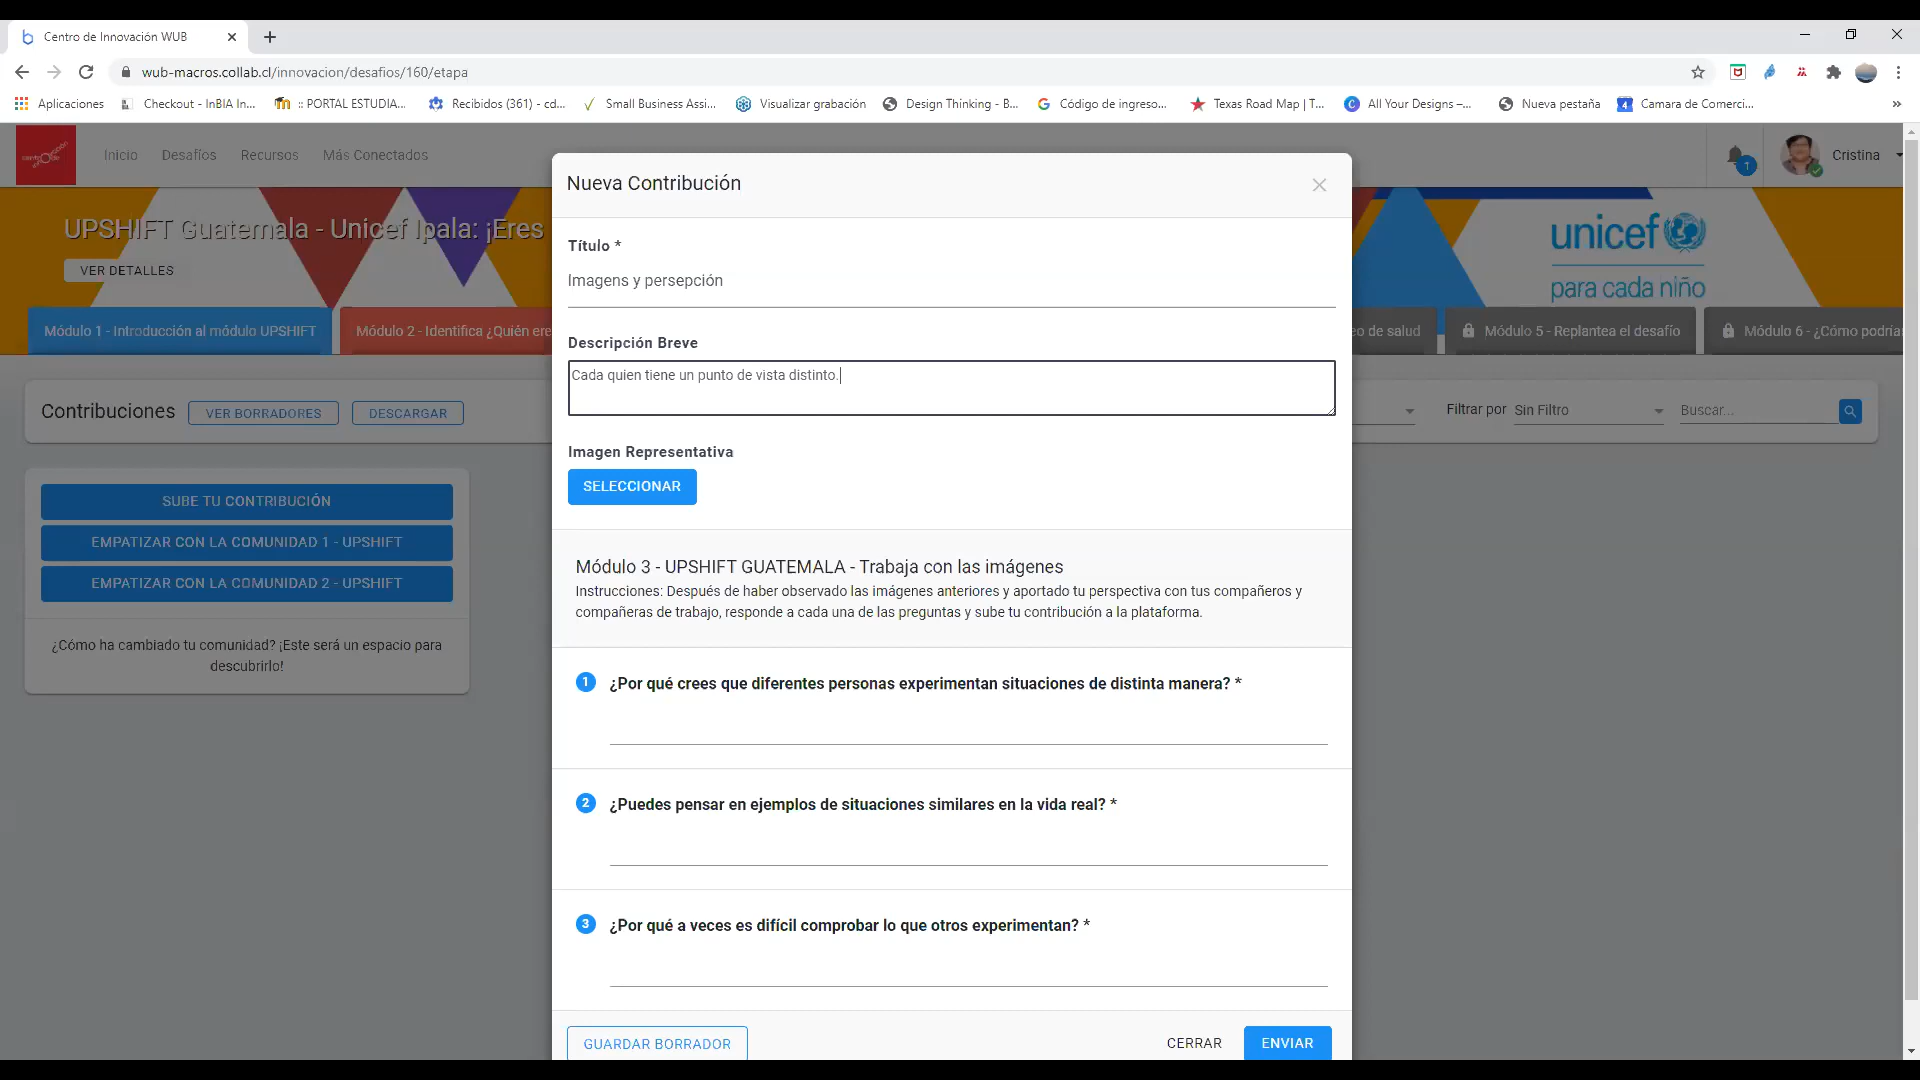 Centro de Innovación WUB
wub-macros.collab.cl/innovacion/desafios/160/etapa
Aplicaciones
Checkout - InBIA In...
:: PORTAL ESTUDIA...
Recibidos (361) - cd...
Small Business Assi...
Visualizar grabación
Design Thinking - B...
Código de ingreso...
Texas Road Map | T...
All Your Designs –...
Nueva pestaña
Camara de Comerci...
Inicio
Desafíos
Recursos
Más Conectados
1
Cristina
UPSHIFT Guatemala - Unicef Ipala: ¡Eres
VER DETALLES
unicef
para cada niño
Módulo 1 - Introducción al módulo UPSHIFT
Módulo 2 - Identifica ¿Quién ere
eo de salud
Módulo 5 - Replantea el desafío
Módulo 6 - ¿Cómo podría
Contribuciones
VER BORRADORES
DESCARGAR
Filtrar por
Sin Filtro
Buscar...
SUBE TU CONTRIBUCIÓN
EMPATIZAR CON LA COMUNIDAD 1 - UPSHIFT
EMPATIZAR CON LA COMUNIDAD 2 - UPSHIFT
¿Cómo ha cambiado tu comunidad? ¡Este será un espacio para
descubrirlo!
Nueva Contribución
Título *
Imagens y persepción
Descripción Breve
Cada quien tiene un punto de vista distinto.
Imagen Representativa
SELECCIONAR
Módulo 3 - UPSHIFT GUATEMALA - Trabaja con las imágenes
Instrucciones: Después de haber observado las imágenes anteriores y aportado tu perspectiva con tus compañeros y
compañeras de trabajo, responde a cada una de las preguntas y sube tu contribución a la plataforma.
1 ¿Por qué crees que diferentes personas experimentan situaciones de distinta manera? *
2 ¿Puedes pensar en ejemplos de situaciones similares en la vida real? *
3 ¿Por qué a veces es difícil comprobar lo que otros experimentan? *
GUARDAR BORRADOR
CERRAR
ENVIAR